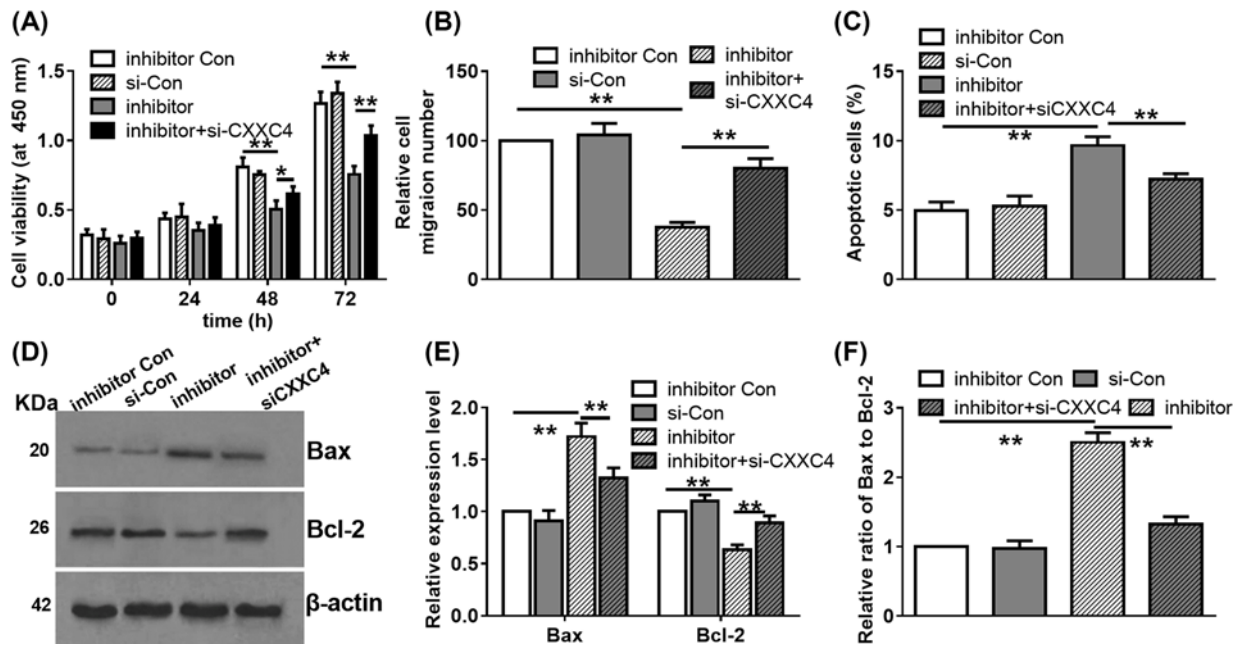 (A)
inhibitor Con
si-Con
inhibitor
inhibitor+si-CXXC4
Cell viability (at 450 nm)
1.5
1.0
0.5
0.0
**
**
**
*
0
24
48
72
time (h)
(B)
inhibitor Con
si-Con
inhibitor
inhibitor+
si-CXXC4
Relative cell
migraion number
150
100
50
0
**
**
(C)
inhibitor Con
si-Con
inhibitor
inhibitor+siCXXC4
Apoptotic cells (%)
15
10
5
0
**
**
(D)
inhibitor Con
si-Con
inhibitor
inhibitor+
siCXXC4
KDa
20
Bax
26
Bcl-2
42
β-actin
(E)
inhibitor Con
si-Con
inhibitor
inhibitor+si-CXXC4
Relative expression level
2.0
1.5
1.0
0.5
0.0
**
**
**
**
Bax
Bcl-2
(F)
inhibitor Con
si-Con
inhibitor+si-CXXC4
inhibitor
Relative ratio of Bax to Bcl-2
3
2
1
0
**
**